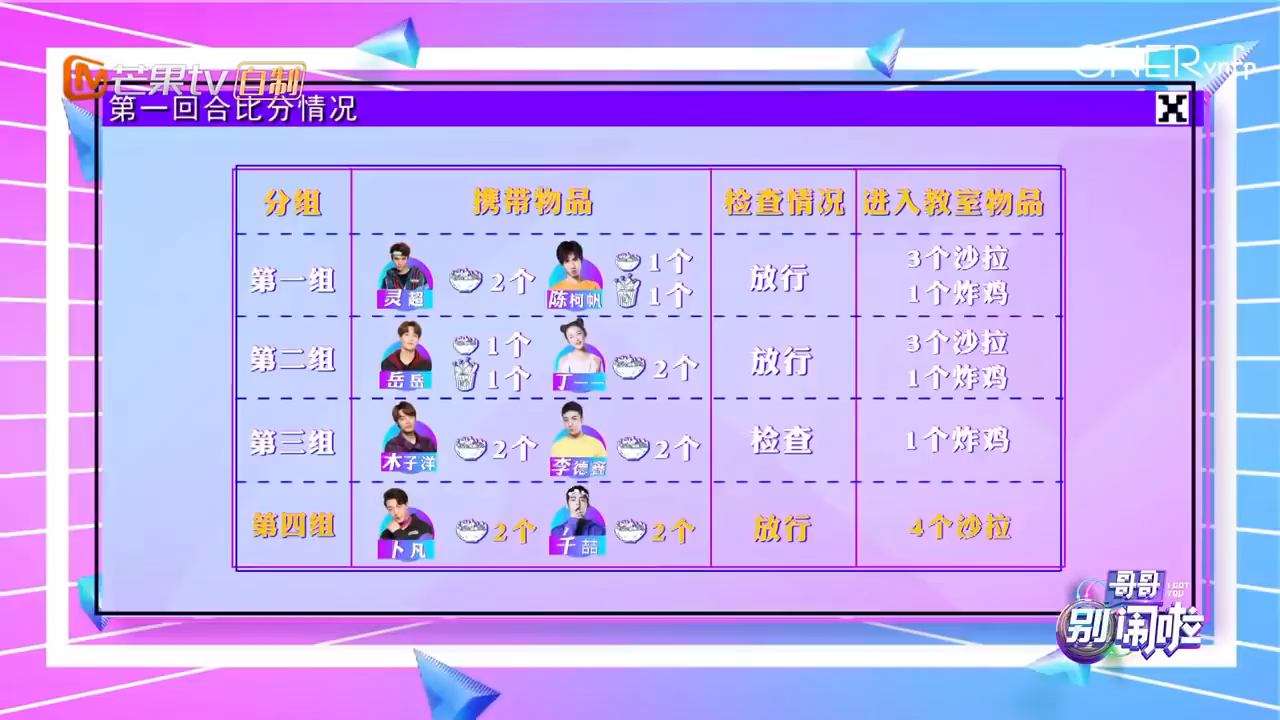 芒果tv 自制
ONER vnfp
第一回合比分情况
X
分组 携带物品 检查情况 进入教室物品
第一组 灵超 2个 陈柯帆 1个 1个 放行 3个沙拉 1个炸鸡
第二组 岳岳 1个 1个 丁一一 2个 放行 3个沙拉 1个炸鸡
第三组 木子洋 2个 李德鑫 2个 检查 1个炸鸡
第四组 卜凡 2个 千喆 2个 放行 4个沙拉
哥哥 I GOT YOU
别闹啦